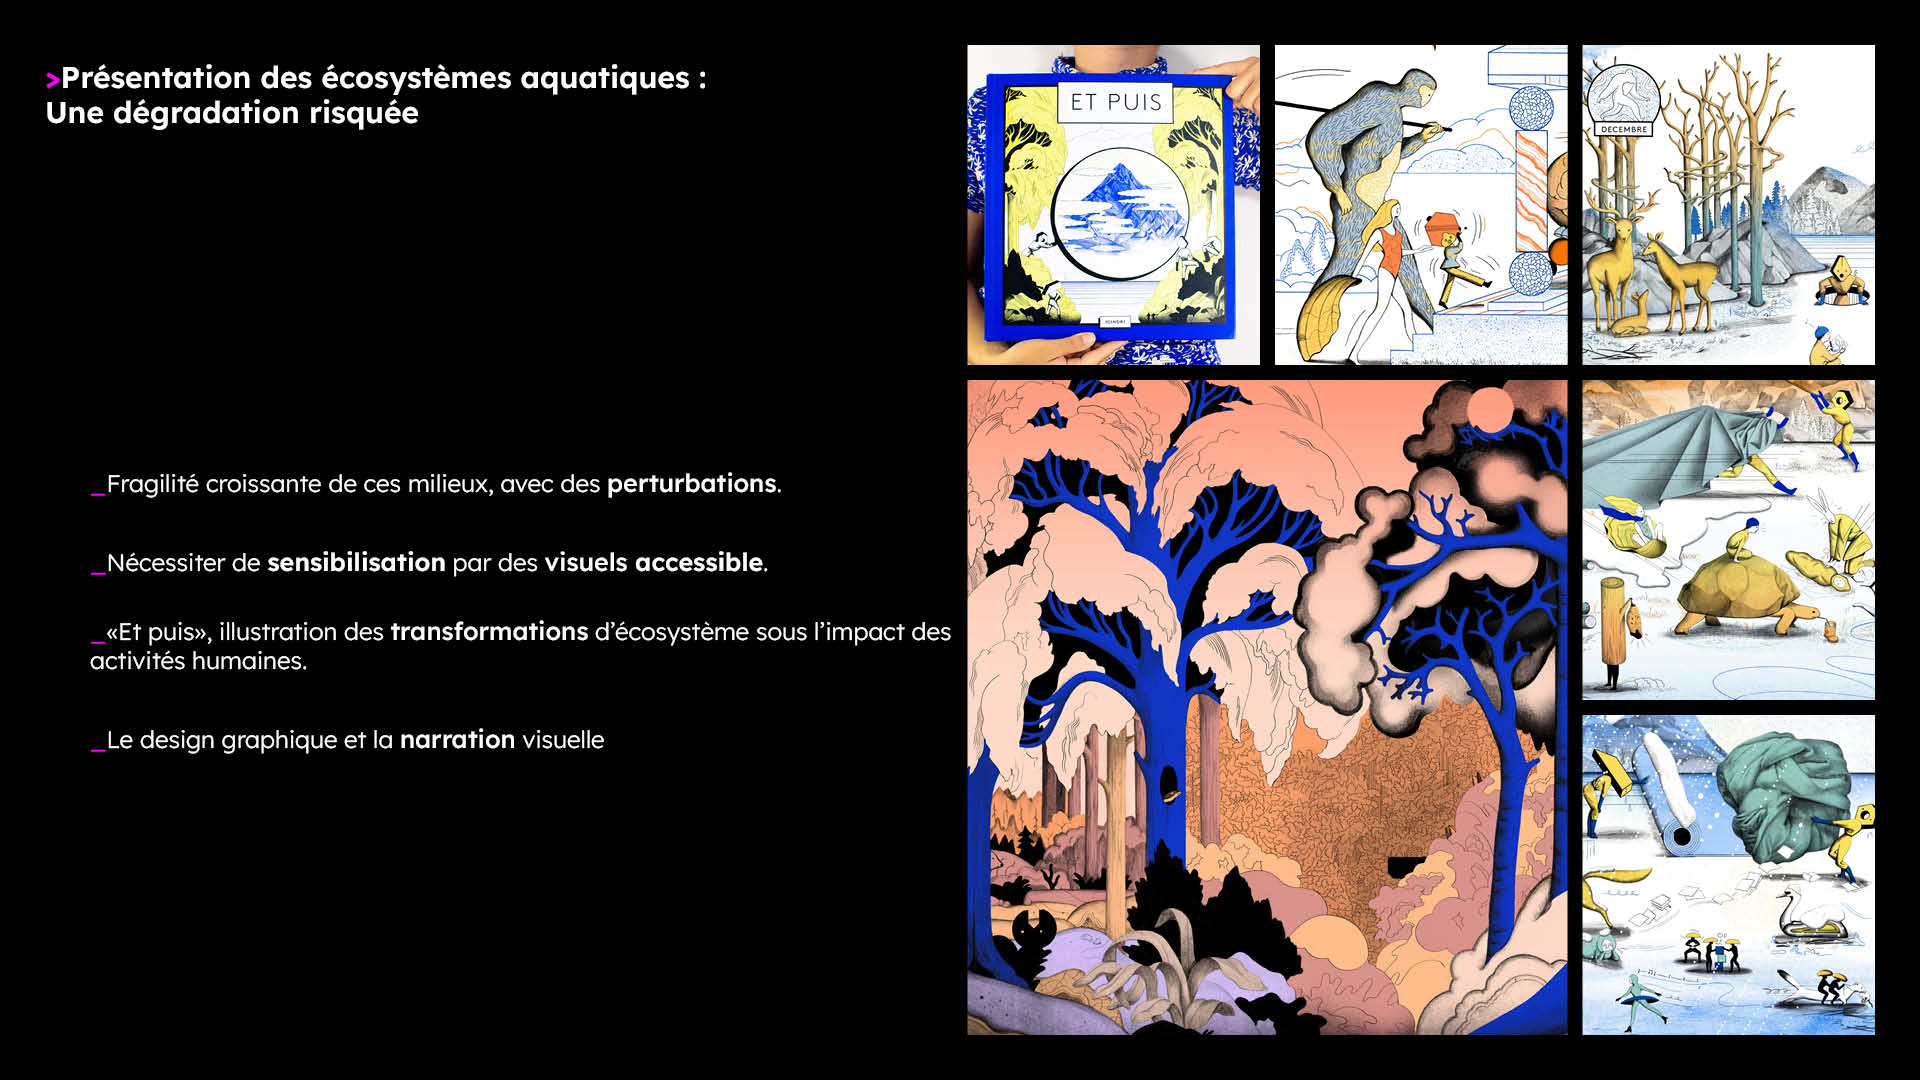 >Présentation des écosystèmes aquatiques :
Une dégradation risquée
_Fragilité croissante de ces milieux, avec des perturbations.
_Nécessiter de sensibilisation par des visuels accessible.
_«Et puis», illustration des transformations d’écosystème sous l’impact des
activités humaines.
_Le design graphique et la narration visuelle
ET PUIS
ICINORI
DECEMBRE